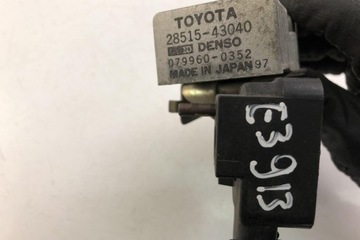 TOYOTA
28515-43040
DENSO
079960-0352
MADE IN JAPAN 97
E3913